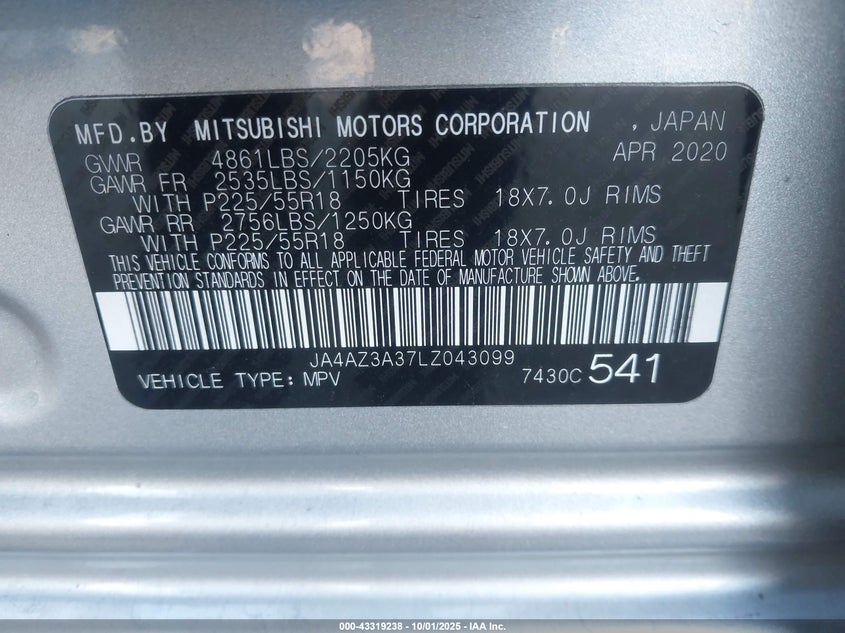 MFD.BY MITSUBISHI MOTORS CORPORATION , JAPAN
GVWR 4861LBS/2205KG APR 2020
GAWR FR 2535LBS/1150KG
WITH P225/55R18 TIRES 18X7.0J RIMS
GAWR RR 2756LBS/1250KG
WITH P225/55R18 TIRES 18X7.0J RIMS
THIS VEHICLE CONFORMS TO ALL APPLICABLE FEDERAL MOTOR VEHICLE SAFETY AND THEFT
PREVENTION STANDARDS IN EFFECT ON THE DATE OF MANUFACTURE SHOWN ABOVE.
JA4AZ3A37LZ043099
VEHICLE TYPE: MPV 7430C 541
000-43319238 - 10/01/2025 - IAA Inc.